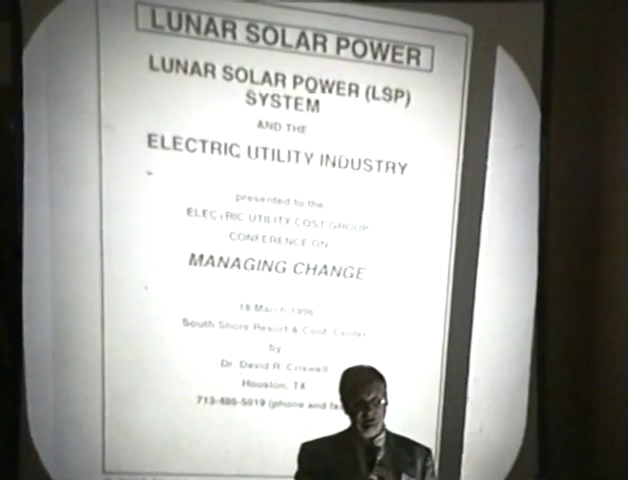 LUNAR SOLAR POWER
LUNAR SOLAR POWER (LSP)
SYSTEM
AND THE
ELECTRIC UTILITY INDUSTRY
presented to the
ELECTRIC UTILITY COST GROUP
CONFERENCE ON
MANAGING CHANGE
18 March 1996
South Shore Resort & Conf. Center
by
Dr. David R. Criswell
Houston, TX
713-486-5019 (phone and